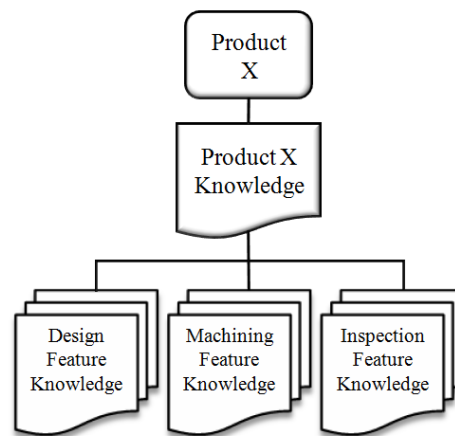 Product
X
Product X
Knowledge
Design
Feature
Knowledge
Machining
Feature
Knowledge
Inspection
Feature
Knowledge